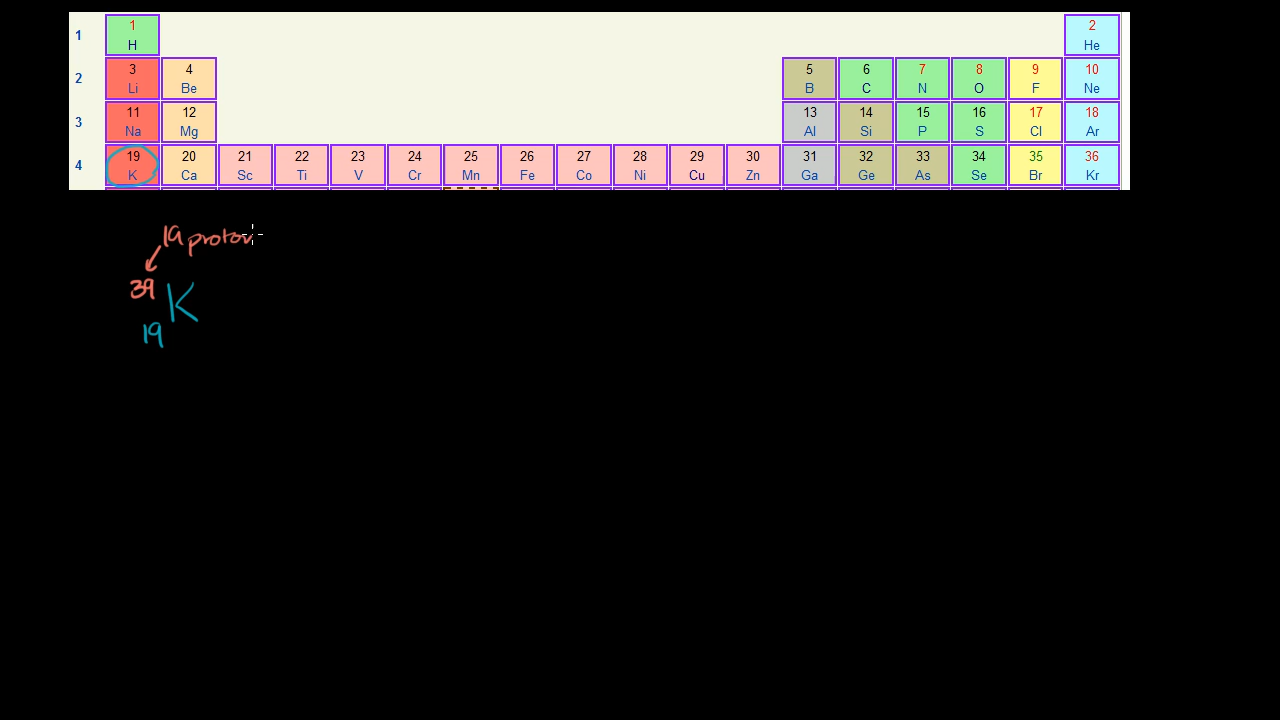 1 1 H 2 He
2 3 Li 4 Be 5 B 6 C 7 N 8 O 9 F 10 Ne
3 11 Na 12 Mg 13 Al 14 Si 15 P 16 S 17 Cl 18 Ar
4 19 K 20 Ca 21 Sc 22 Ti 23 V 24 Cr 25 Mn 26 Fe 27 Co 28 Ni 29 Cu 30 Zn 31 Ga 32 Ge 33 As 34 Se 35 Br 36 Kr
19 proton
39
K
19